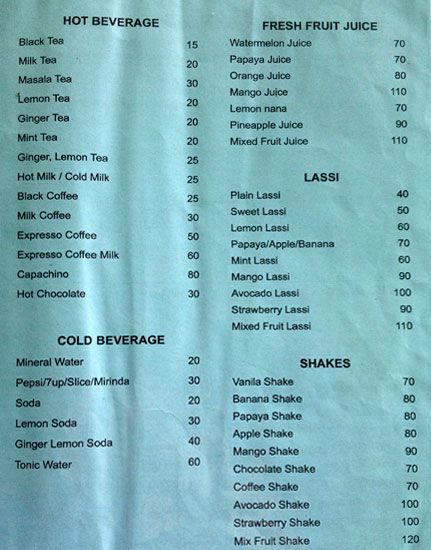 HOT BEVERAGE
Black Tea 15
Milk Tea 20
Masala Tea 30
Lemon Tea 20
Ginger Tea 20
Mint Tea 20
Ginger, Lemon Tea 25
Hot Milk / Cold Milk 25
Black Coffee 25
Milk Coffee 30
Expresso Coffee 50
Expresso Coffee Milk 60
Capachino 80
Hot Chocolate 30
COLD BEVERAGE
Mineral Water 20
Pepsi/7up/Slice/Mirinda 30
Soda 20
Lemon Soda 30
Ginger Lemon Soda 40
Tonic Water 60
FRESH FRUIT JUICE
Watermelon Juice 70
Papaya Juice 70
Orange Juice 80
Mango Juice 110
Lemon nana 70
Pineapple Juice 90
Mixed Fruit Juice 110
LASSI
Plain Lassi 40
Sweet Lassi 50
Lemon Lassi 60
Papaya/Apple/Banana 70
Mint Lassi 60
Mango Lassi 90
Avocado Lassi 100
Strawberry Lassi 90
Mixed Fruit Lassi 110
SHAKES
Vanila Shake 70
Banana Shake 80
Papaya Shake 80
Apple Shake 80
Mango Shake 90
Chocolate Shake 70
Coffee Shake 70
Avocado Shake 100
Strawberry Shake 100
Mix Fruit Shake 120